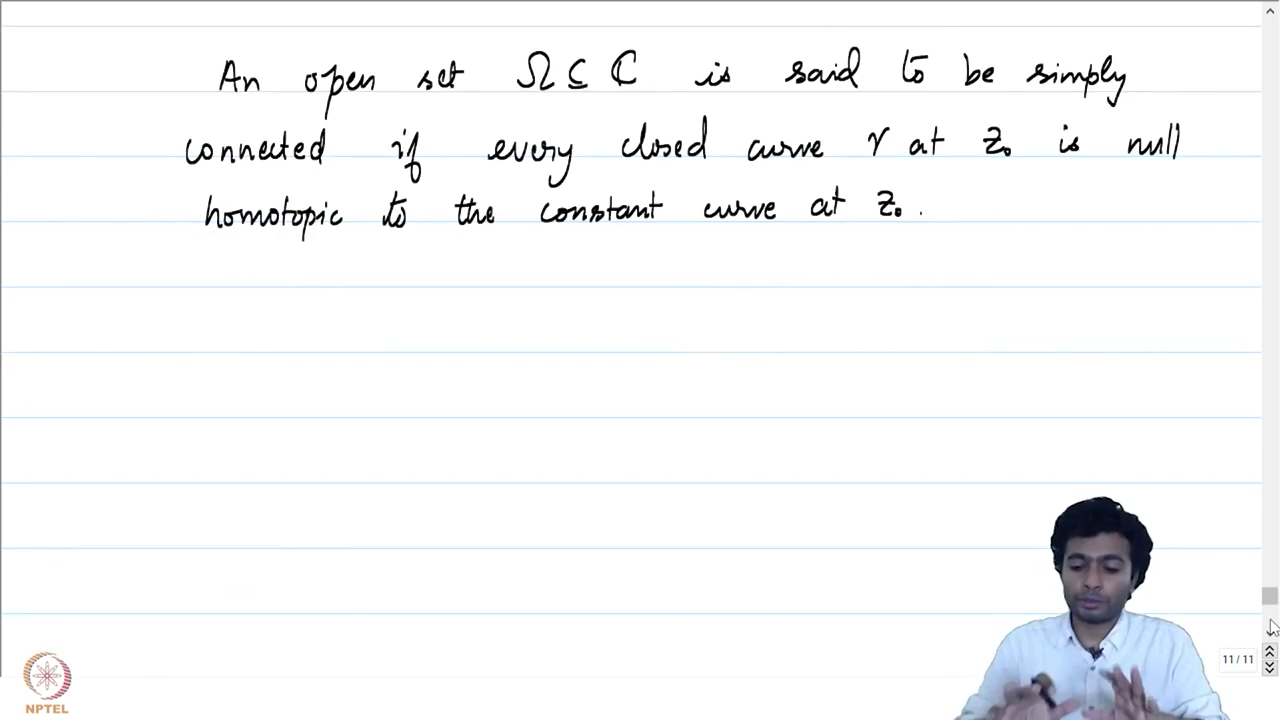 An open set Ω ⊆ ℂ is said to be simply
connected if every closed curve γ at z₀ is null
homotopic to the constant curve at z₀.
11 / 11
NPTEL